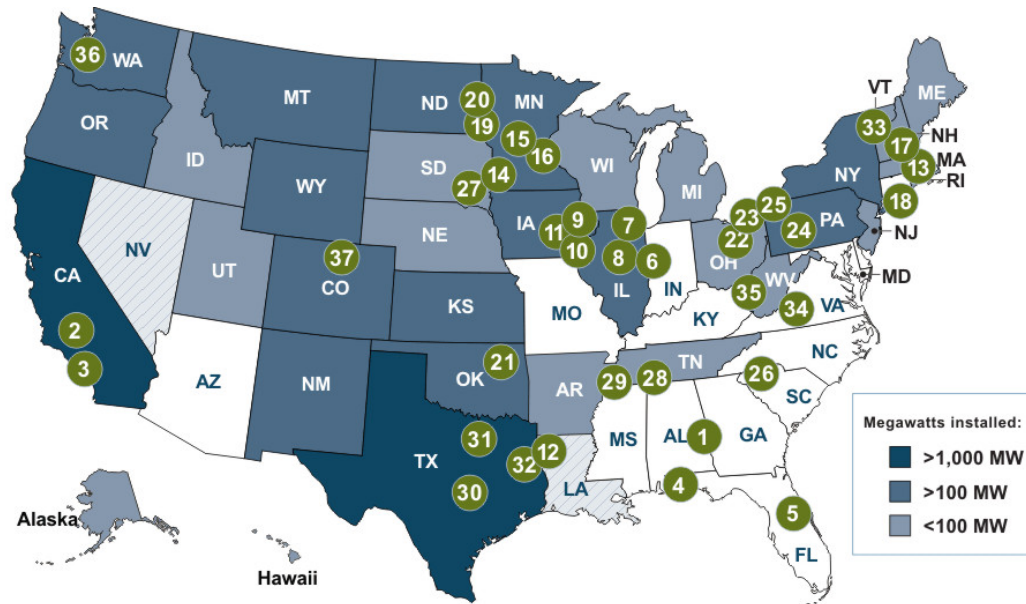 36
WA
MT
ND
20
19
MN
15
16
VT
ME
33
17
NH
13
MA
RI
OR
ID
SD
14
27
WI
MI
NY
18
WY
25
23
PA
24
22
NJ
IA
11
9
10
7
8
6
NE
NV
UT
37
CO
CA
IL
IN
OH
WV
MD
35
34
VA
KS
MO
KY
2
3
NC
AZ
NM
OK
21
AR
29
28
TN
26
SC
Megawatts installed:
>1,000 MW
>100 MW
<100 MW
TX
31
32
12
30
LA
MS
AL
1
GA
4
5
FL
Alaska
Hawaii